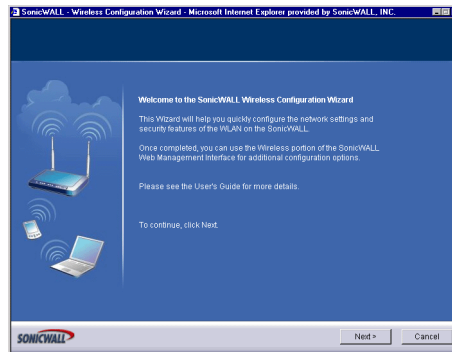 SonicWALL - Wireless Configuration Wizard - Microsoft Internet Explorer provided by SonicWALL, INC.
Welcome to the SonicWALL Wireless Configuration Wizard
This Wizard will help you quickly configure the network settings and
security features of the WLAN on the SonicWALL.
Once completed, you can use the Wireless portion of the SonicWALL
Web Management Interface for additional configuration options.
Please see the User's Guide for more details.
To continue, click Next.
SONICWALL
Next >
Cancel